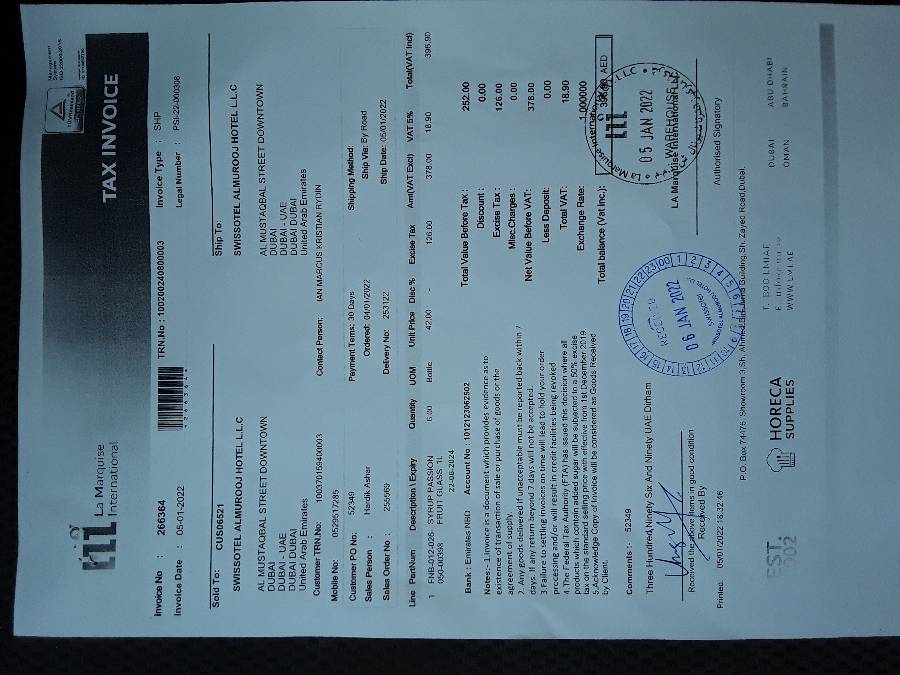 La Marquise
International
TAX INVOICE
Invoice No : 266364
TRN.No : 100200240800003
Invoice Type : SHP
Invoice Date : 05-01-2022
*266364*
Legal Number : PSI-22-000308
Sold To: CUS06521
Ship To:
SWISSOTEL ALMUROOJ HOTEL L.L.C
SWISSOTEL ALMUROOJ HOTEL L.L.C
AL MUSTAQBAL STREET DOWNTOWN
DUBAI
DUBAI - UAE
DUBAI DUBAI
United Arab Emirates
AL MUSTAQBAL STREET DOWNTOWN
DUBAI
DUBAI - UAE
DUBAI DUBAI
United Arab Emirates
Customer TRN.No: 100370159400003
Contact Person: IAN MARCUS KRISTIAN RYDIN
Mobile No: 0529517285
Customer PO No: 52349
Payment Terms: 30 Days
Shipping Method:
Sales Person : Hardik Asher
Ordered: 04/01/2022
Ship Via: By Road
Sales Order No : 255569
Delivery No: 253122
Ship Date: 05/01/2022
Line PartNum Description \ Expiry Quantity UOM Unit Price Disc % Excise Tax Amt(VAT Excl) VAT 5% Total(VAT Incl)
1 ENB-012-026- SYRUP PASSION 6.00 Bottle 42.00 - 126.00 378.00 18.90 396.90
090-00398 FRUIT GLASS 1L
22-06-2024
Bank : Emirates NBD Account No : 1012123062502
Notes:- 1.Invoice is a document which provides evidence as to
existence of transaction of sale or purchase of goods or the
agreement of supply.
2. Any goods delivered if unacceptable must be reported back within 7
days. If any return beyond 7 days will not be accepted.
3.Failure to settling invoices on time will lead to hold your order
processing and/or will result in credit facilities being revoked
4.The Federal Tax Authority (FTA) has issued this decision where all
products which contain added sugar will be subjected to a 50% excise
tax on the standard selling price with effective from 1st December 2019.
5.Acknowledge Copy of Invoice will be considered as Goods Received
by Client.
Total Value Before Tax : 252.00
Discount : 0.00
Excise Tax : 126.00
Misc.Charges : 0.00
Net Value Before VAT: 378.00
Less Deposit: 0.00
Total VAT: 18.90
Exchange Rate: 1.000000
Total balance (Vat Inc.): 396.90 AED
Comments :- 52349
Three Hundred Ninety Six And Ninety UAE Dirham
05 JAN 2022
WAREHOUSE
RECEIVED
06 JAN 2022
SWISSOTEL
LA Marquise International
Received the above items in good condition
Received By
Authorised Signatory
Printed: 05/01/2022 18:32:46
P.O. Box 74476, Showroom 3,Sh. Building,Sh. Zayed Road,Dubai.
EST.
2002
HORECA
SUPPLIES
T. 800 LMIAE
WWW.LMI.AE
DUBAI
OMAN
ABU DHABI
BAHRAIN